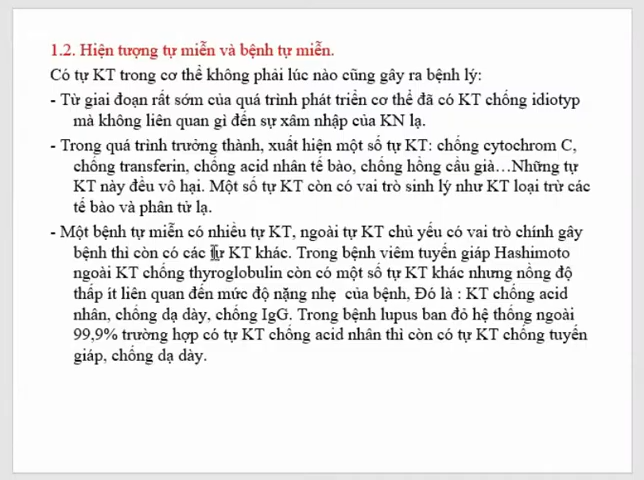 1.2. Hiện tượng tự miễn và bệnh tự miễn.
Có tự KT trong cơ thể không phải lúc nào cũng gây ra bệnh lý:
- Từ giai đoạn rất sớm của quá trình phát triển cơ thể đã có KT chống idiotyp
mà không liên quan gì đến sự xâm nhập của KN lạ.
- Trong quá trình trưởng thành, xuất hiện một số tự KT: chống cytochrom C,
chống transferin, chống acid nhân tế bào, chống hồng cầu già…Những tự
KT này đều vô hại. Một số tự KT còn có vai trò sinh lý như KT loại trừ các
tế bào và phân tử lạ.
- Một bệnh tự miễn có nhiều tự KT, ngoài tự KT chủ yếu có vai trò chính gây
bệnh thì còn có các tự KT khác. Trong bệnh viêm tuyến giáp Hashimoto
ngoài KT chống thyroglobulin còn có một số tự KT khác nhưng nồng độ
thấp ít liên quan đến mức độ nặng nhẹ của bệnh, Đó là : KT chống acid
nhân, chống dạ dày, chống IgG. Trong bệnh lupus ban đỏ hệ thống ngoài
99,9% trường hợp có tự KT chống acid nhân thì còn có tự KT chống tuyến
giáp, chống dạ dày.